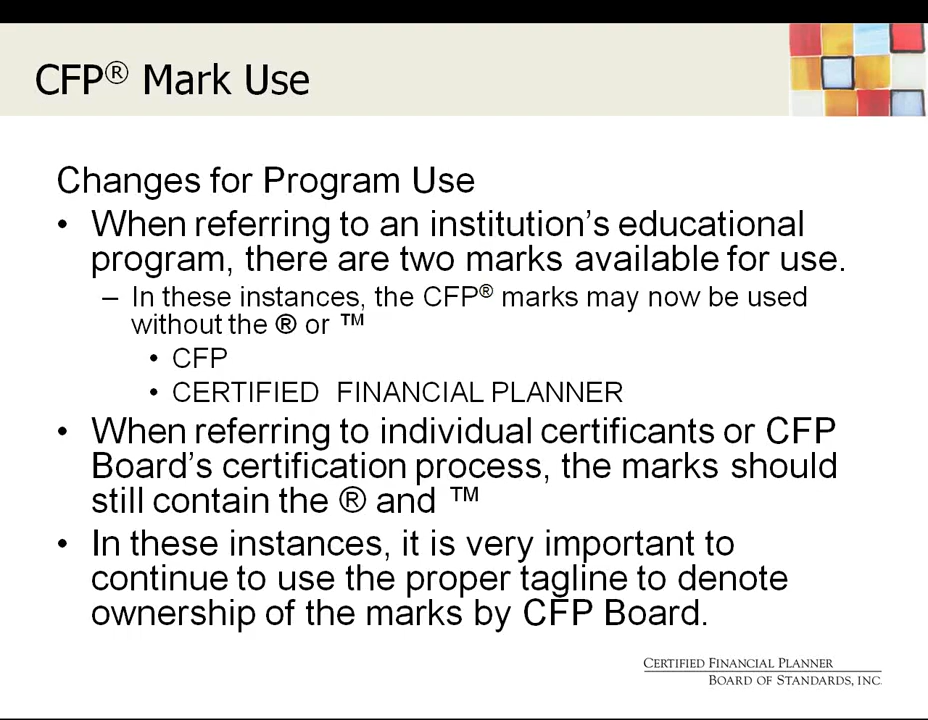 CFP® Mark Use
Changes for Program Use
• When referring to an institution’s educational
program, there are two marks available for use.
– In these instances, the CFP® marks may now be used
without the ® or ™
• CFP
• CERTIFIED FINANCIAL PLANNER
• When referring to individual certificants or CFP
Board’s certification process, the marks should
still contain the ® and ™
• In these instances, it is very important to
continue to use the proper tagline to denote
ownership of the marks by CFP Board.
CERTIFIED FINANCIAL PLANNER
BOARD OF STANDARDS, INC.